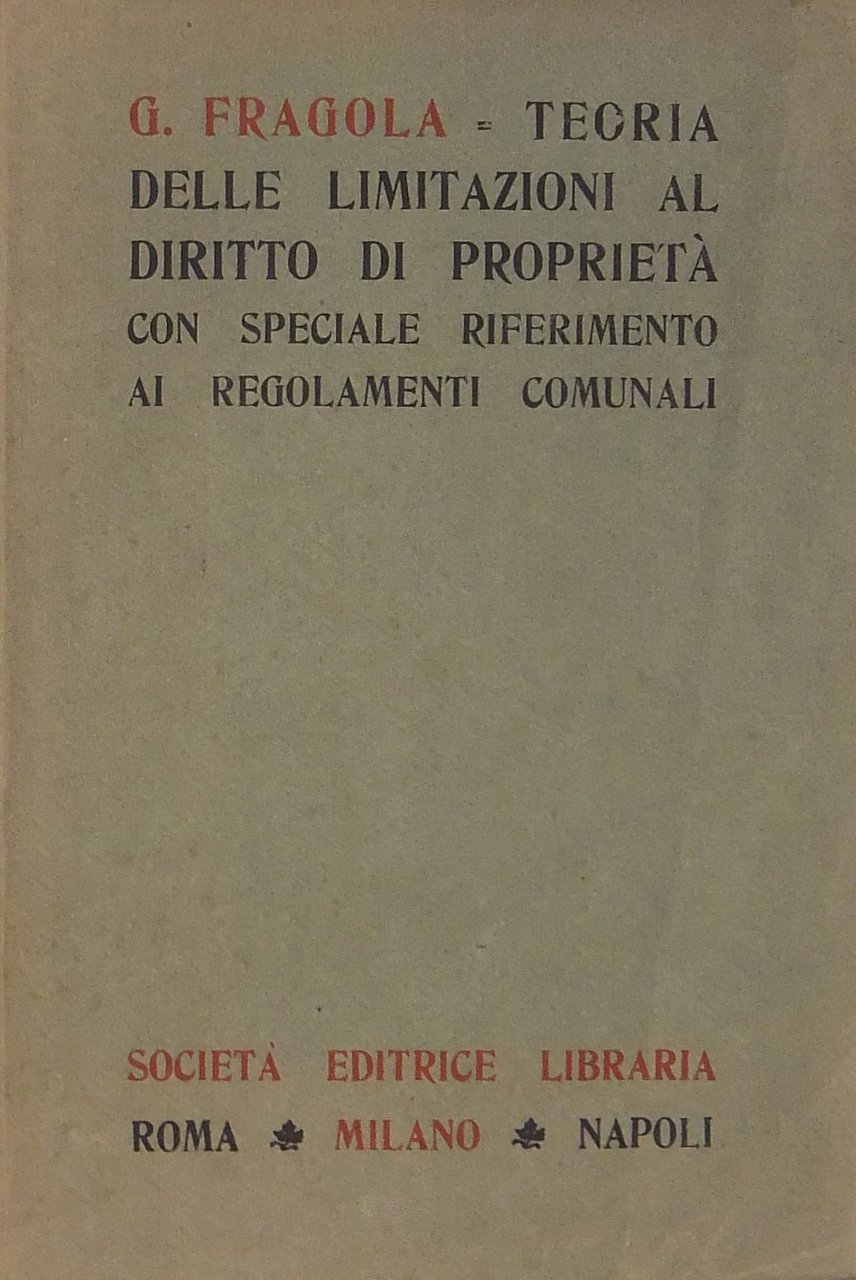 G. FRAGOLA = TEORIA
DELLE LIMITAZIONI AL
DIRITTO DI PROPRIETÀ
CON SPECIALE RIFERIMENTO
AI REGOLAMENTI COMUNALI
SOCIETÀ EDITRICE LIBRARIA
ROMA MILANO NAPOLI